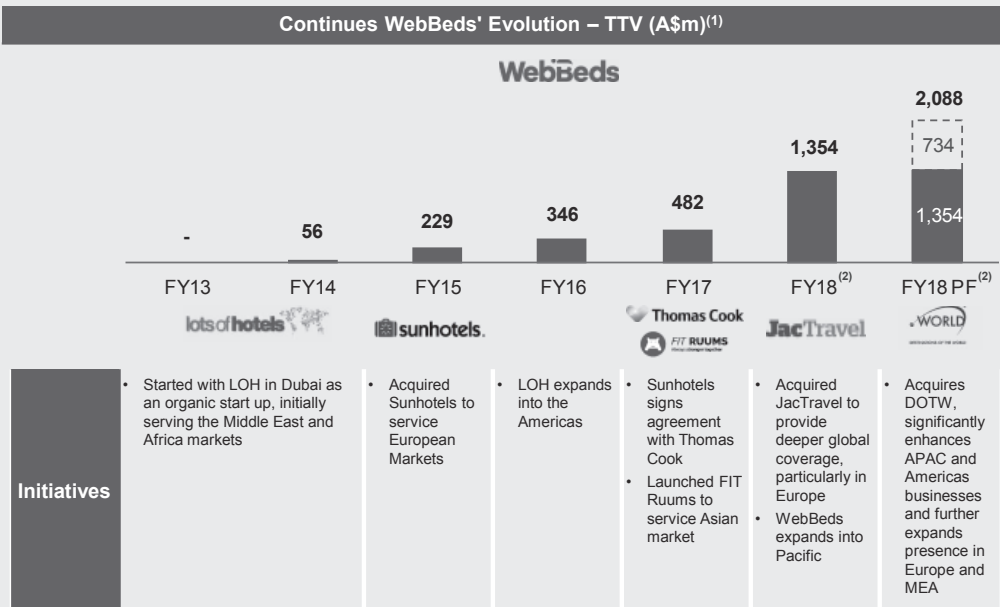 Continues WebBeds' Evolution – TTV (A$m)(1)
WebBeds
2,088
734
1,354
1,354
482
346
229
56
-
FY13
FY14
FY15
FY16
FY17
FY18(2)
FY18 PF(2)
lotsofhotels
sunhotels.
Thomas Cook
FIT RUUMS
JacTravel
.WORLD
Initiatives
• Started with LOH in Dubai as
an organic start up, initially
serving the Middle East and
Africa markets
• Acquired
Sunhotels to
service
European
Markets
• LOH expands
into the
Americas
• Sunhotels
signs
agreement
with Thomas
Cook
• Launched FIT
Ruums to
service Asian
market
• Acquired
JacTravel to
provide
deeper global
coverage,
particularly in
Europe
• WebBeds
expands into
Pacific
• Acquires
DOTW,
significantly
enhances
APAC and
Americas
businesses
and further
expands
presence in
Europe and
MEA